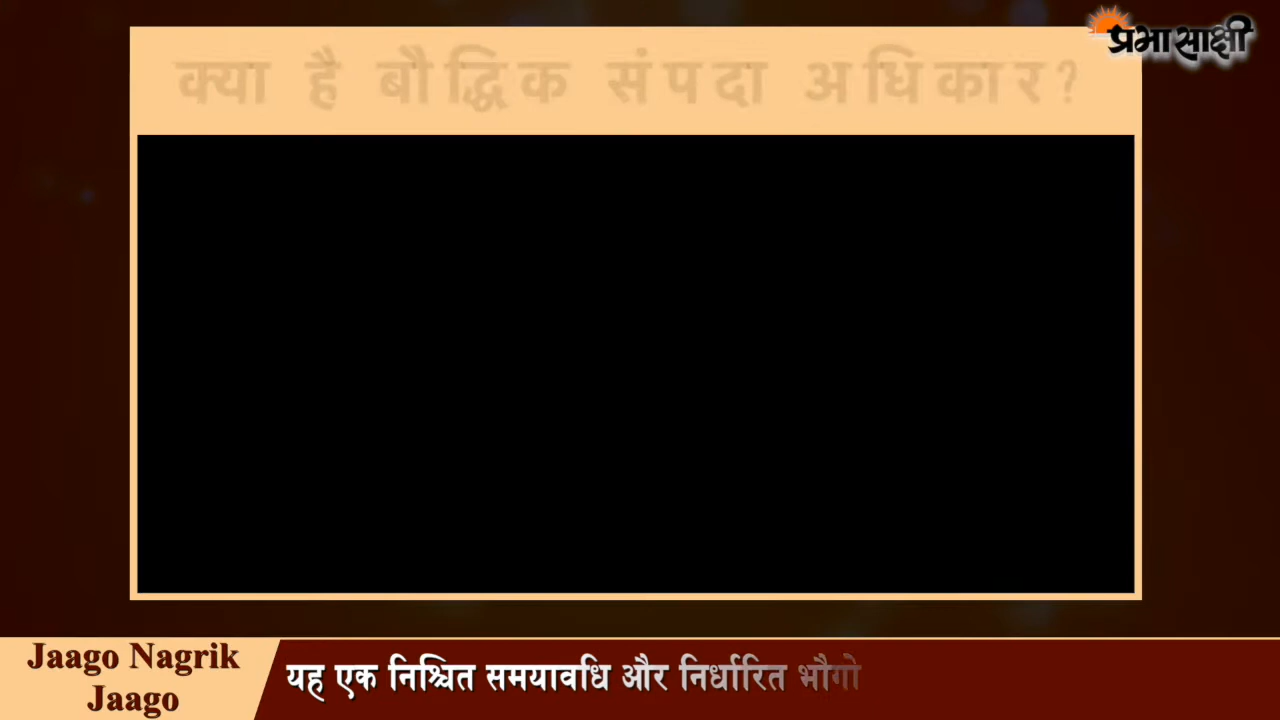 प्रभासाक्षी
क्या है बौद्धिक संपदा अधिकार?
Jaago Nagrik
Jaago
यह एक निश्चित समयावधि और निर्धारित भौगो